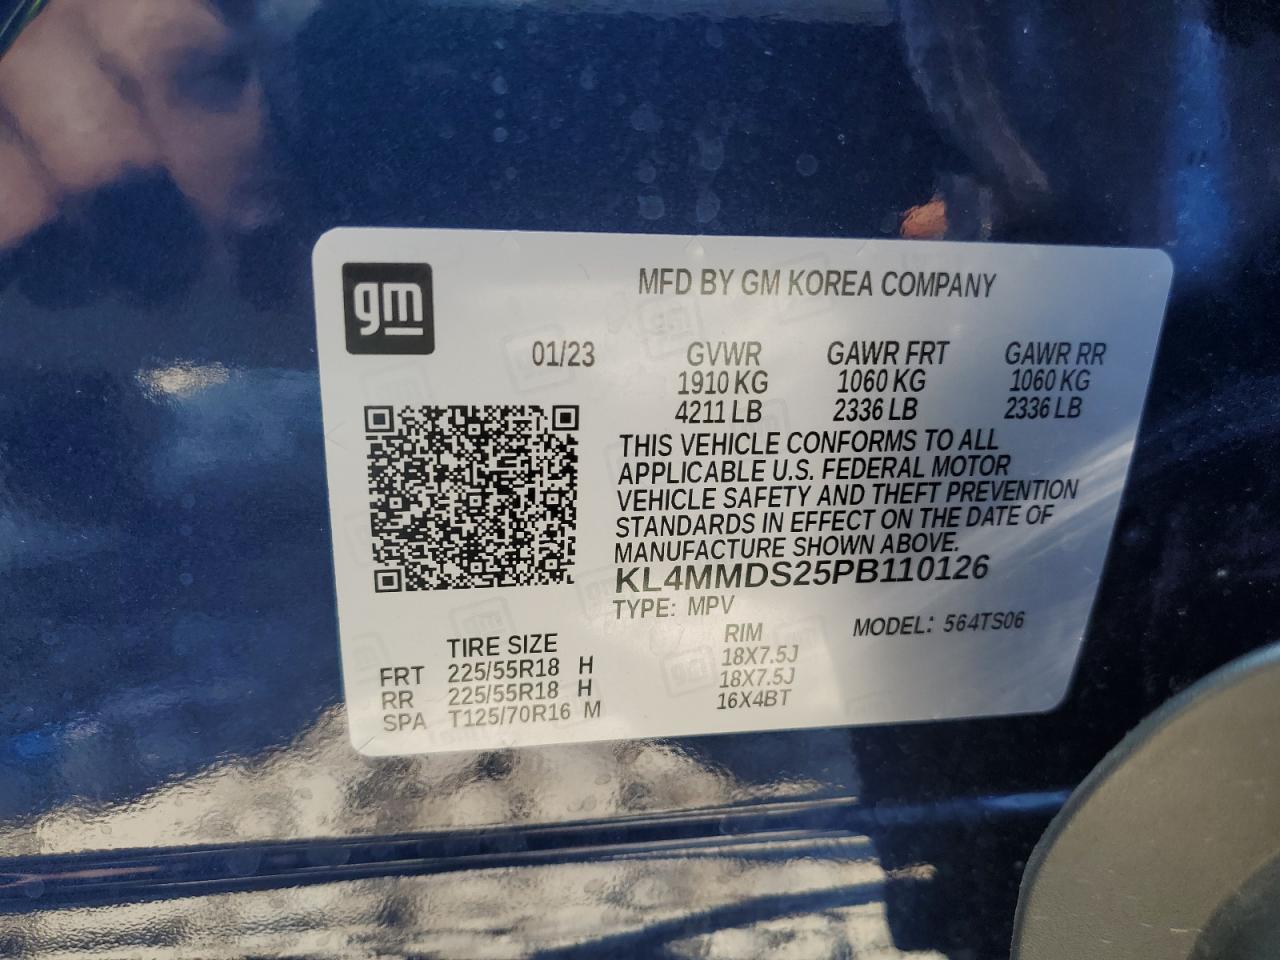 gm
MFD BY GM KOREA COMPANY
01/23 GVWR GAWR FRT GAWR RR
1910 KG 1060 KG 1060 KG
4211 LB 2336 LB 2336 LB
THIS VEHICLE CONFORMS TO ALL
APPLICABLE U.S. FEDERAL MOTOR
VEHICLE SAFETY AND THEFT PREVENTION
STANDARDS IN EFFECT ON THE DATE OF
MANUFACTURE SHOWN ABOVE.
KL4MMDS25PB110126
TYPE: MPV MODEL: 564TS06
TIRE SIZE RIM
FRT 225/55R18 H 18X7.5J
RR 225/55R18 H 18X7.5J
SPA T125/70R16 M 16X4BT